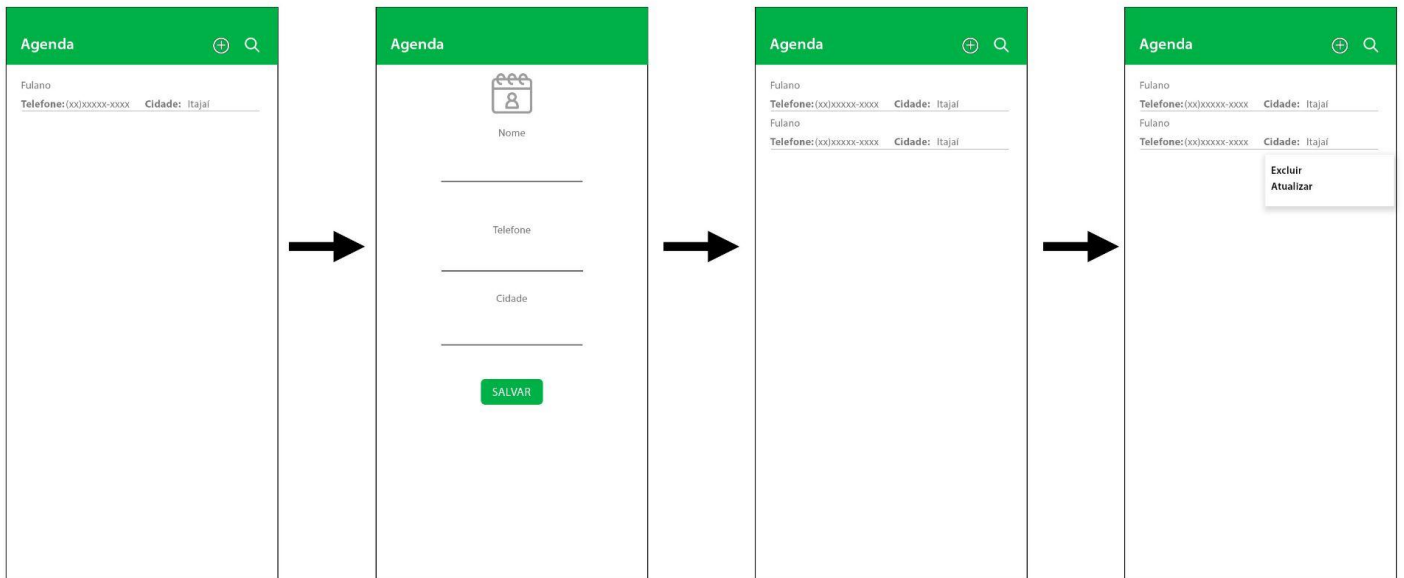 Agenda
Fulano
Telefone:(xx)xxxxx-xxxx Cidade: Itajaí
Agenda
Nome
Telefone
Cidade
SALVAR
Agenda
Fulano
Telefone:(xx)xxxxx-xxxx Cidade: Itajaí
Fulano
Telefone:(xx)xxxxx-xxxx Cidade: Itajaí
Agenda
Fulano
Telefone:(xx)xxxxx-xxxx Cidade: Itajaí
Fulano
Telefone:(xx)xxxxx-xxxx Cidade: Itajaí
Excluir
Atualizar